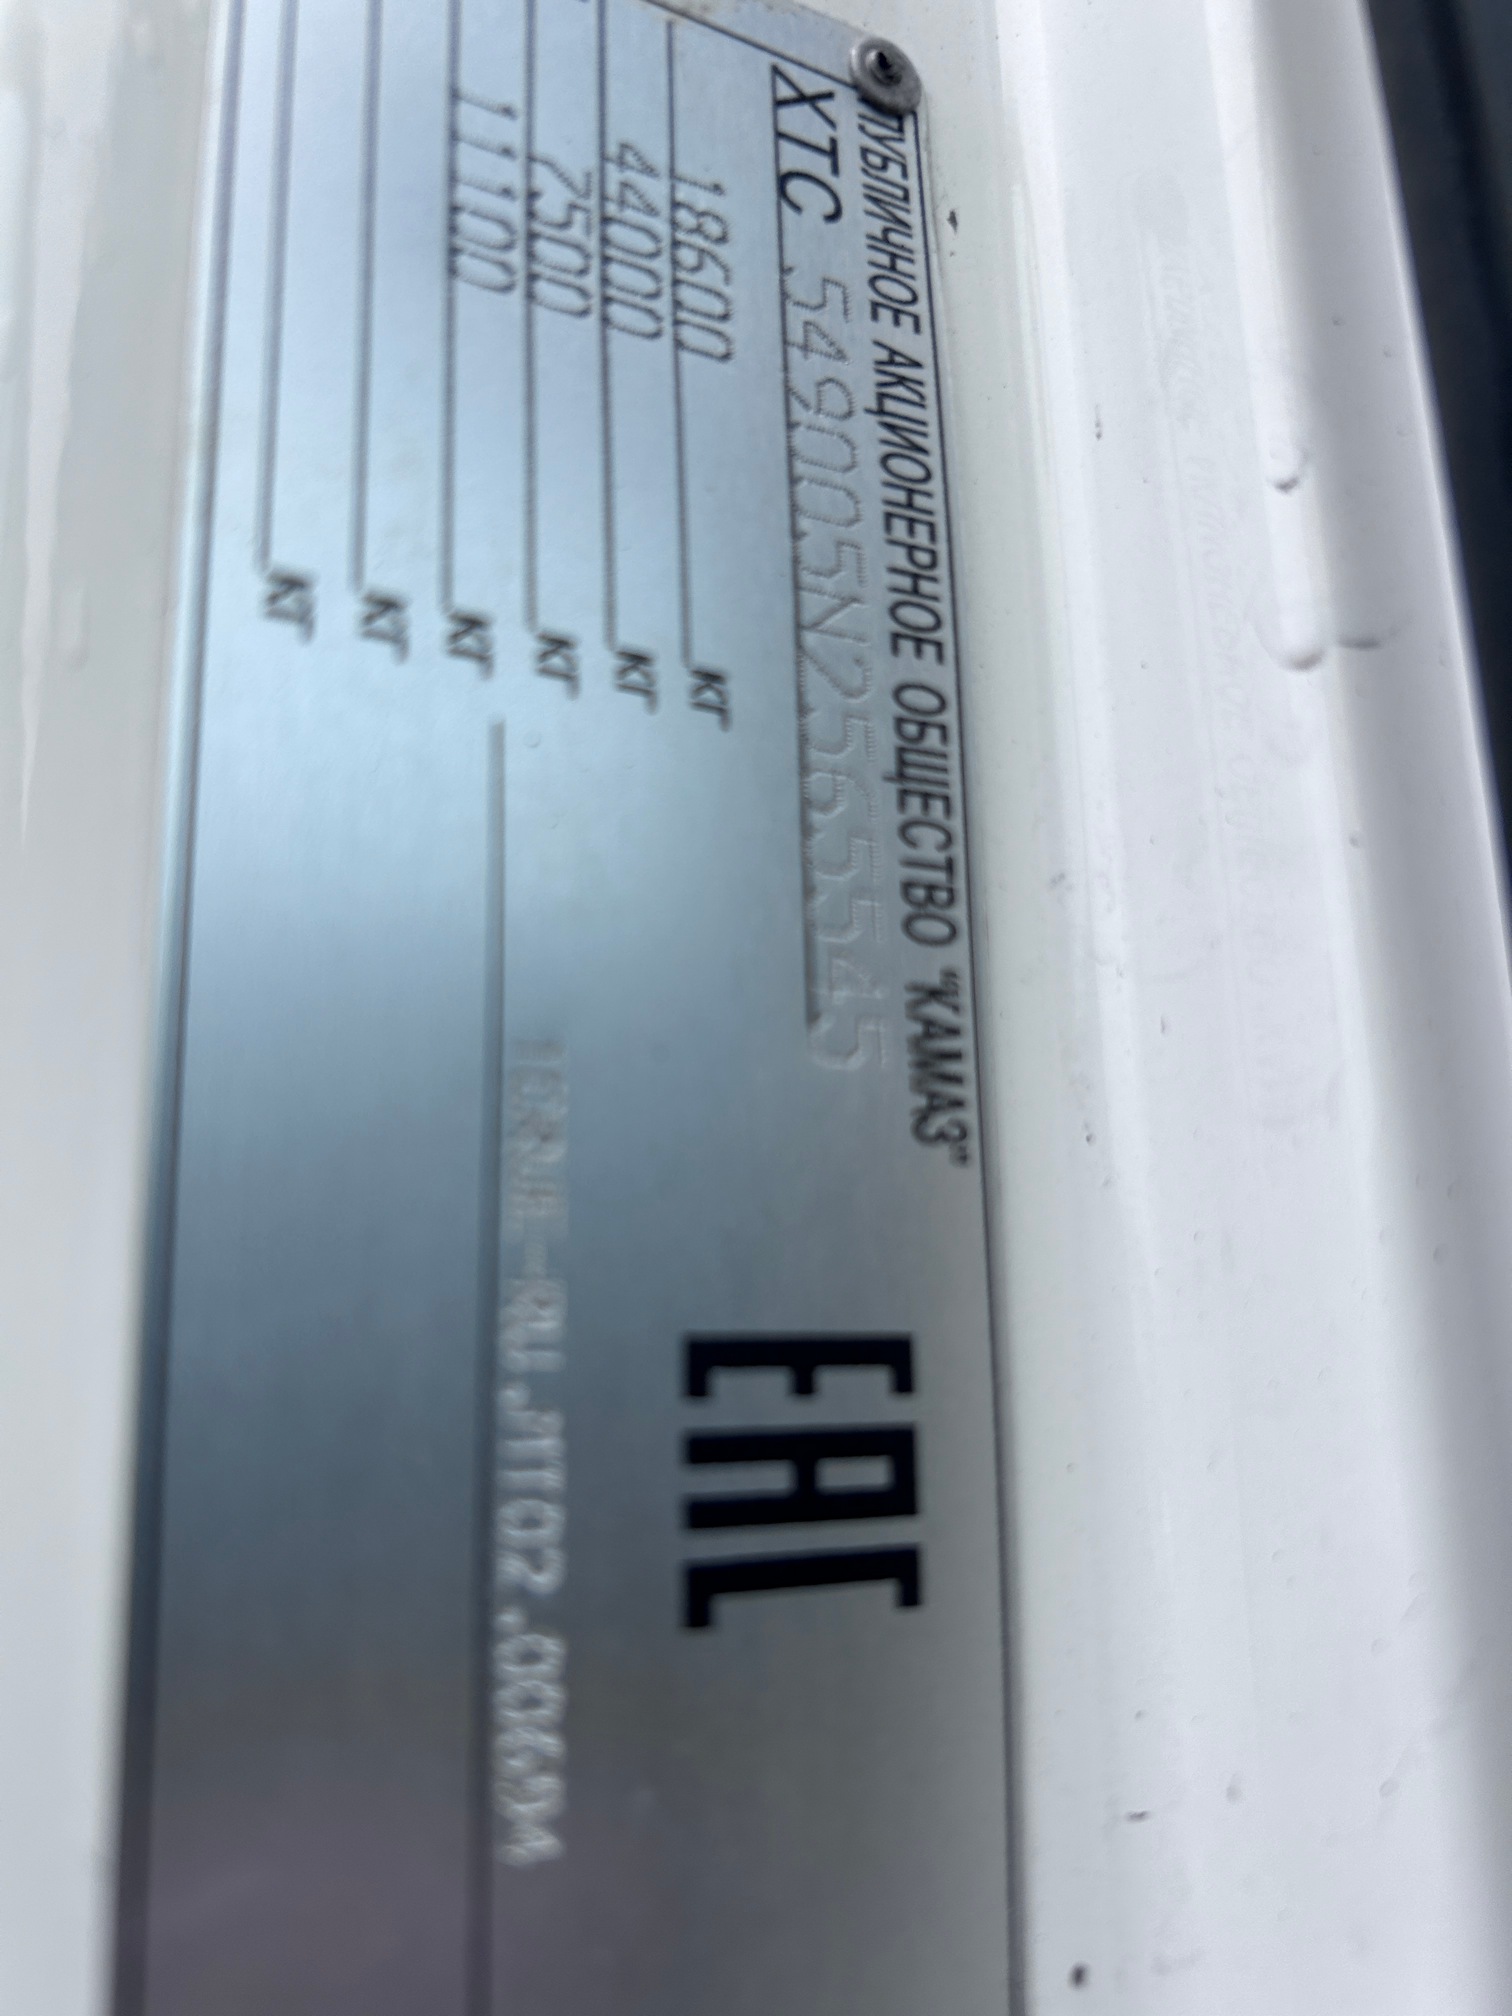 ПУБЛИЧНОЕ АКЦИОНЕРНОЕ ОБЩЕСТВО "КАМАЗ"
XTC 549005N2565545
EAC
18600 кг
44000 кг
7500 кг
11100 кг
кг
кг